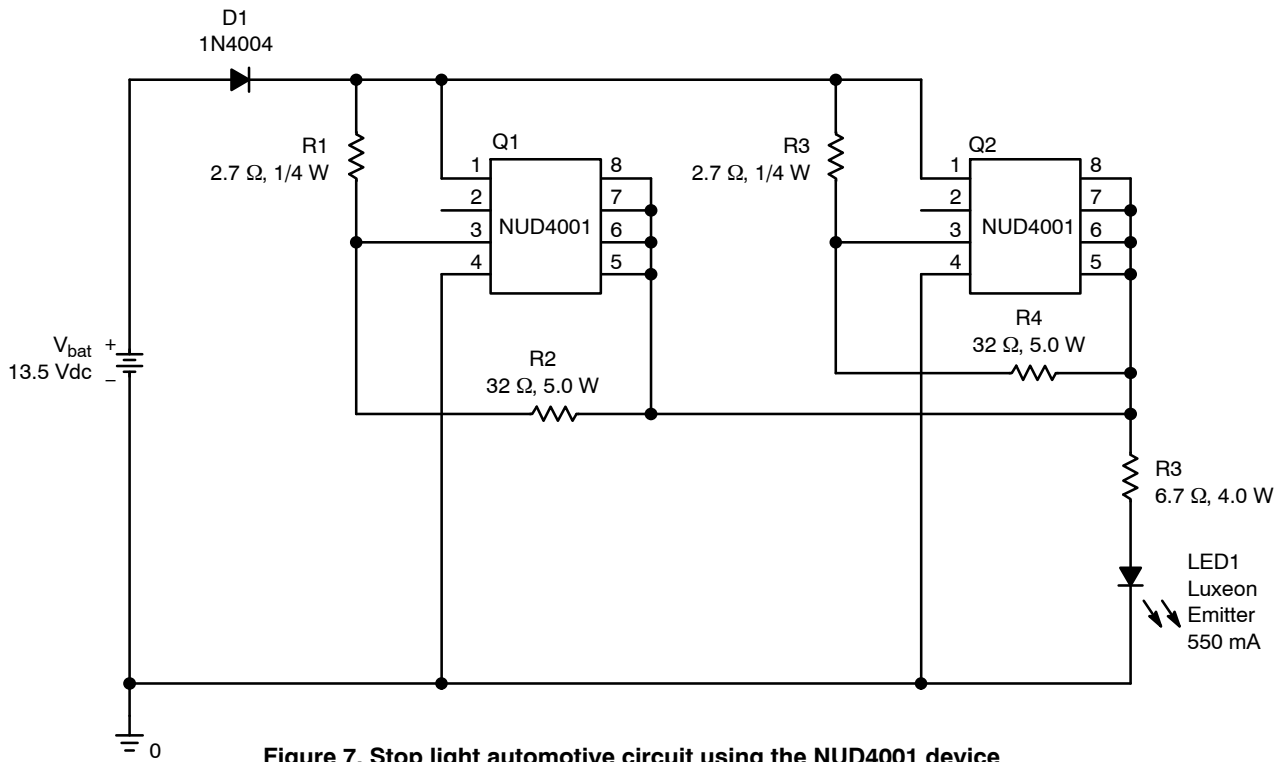 D1
1N4004
R1
2.7 Ω, 1/4 W
Q1
1
2
3
4
NUD4001
8
7
6
5
R3
2.7 Ω, 1/4 W
Q2
1
2
3
4
NUD4001
8
7
6
5
R4
32 Ω, 5.0 W
R2
32 Ω, 5.0 W
Vbat
+
13.5 Vdc
–
R3
6.7 Ω, 4.0 W
LED1
Luxeon
Emitter
550 mA
0
Figure 7. Stop light automotive circuit using the NUD4001 device